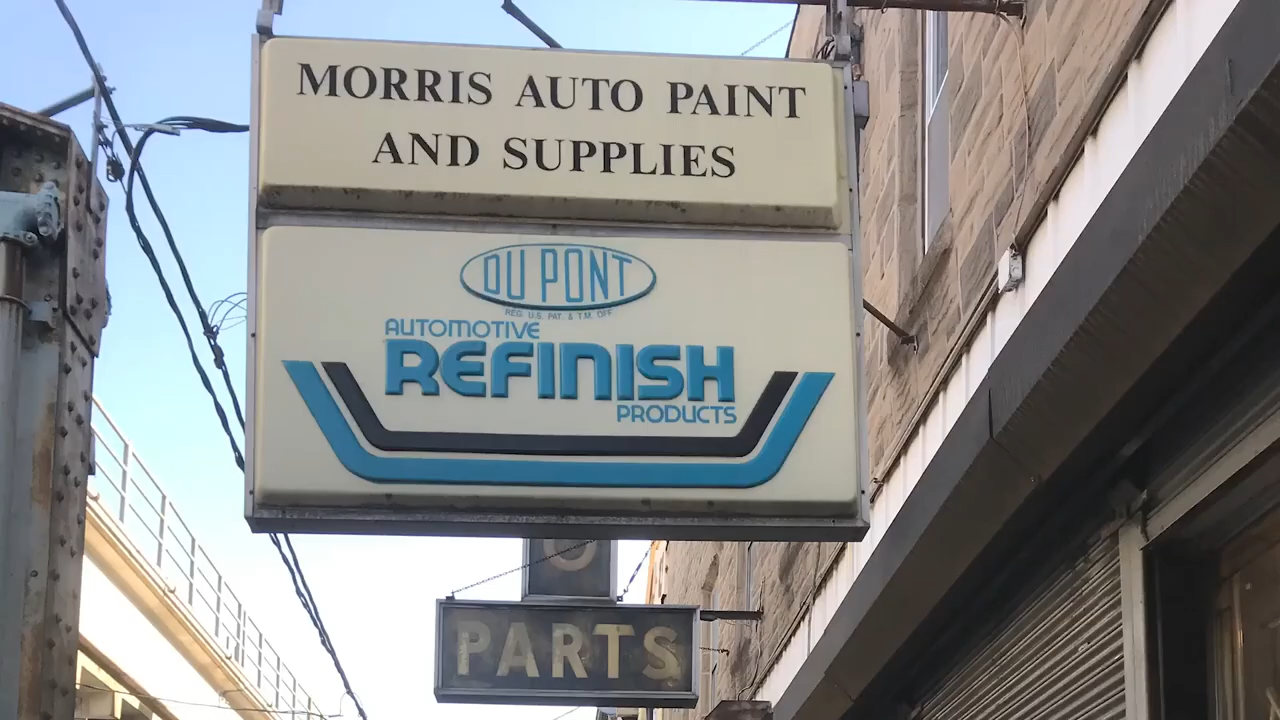 MORRIS AUTO PAINT
AND SUPPLIES
DU PONT
REG. U.S. PAT. & T.M. OFF.
AUTOMOTIVE
REFINISH
PRODUCTS
O
PARTS